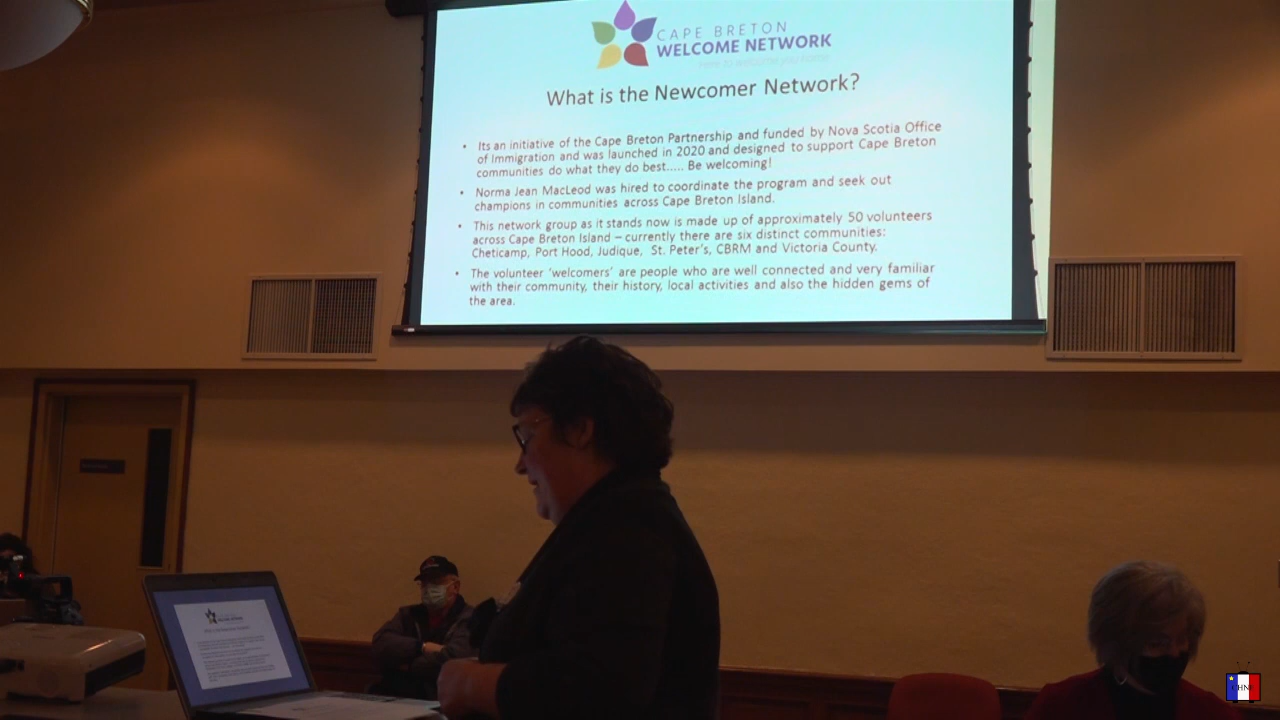 CAPE BRETON
WELCOME NETWORK
What is the Newcomer Network?
• Its an initiative of the Cape Breton Partnership and funded by Nova Scotia Office
of Immigration and was launched in 2020 and designed to support Cape Breton
communities do what they do best..... Be welcoming!
• Norma Jean MacLeod was hired to coordinate the program and seek out
champions in communities across Cape Breton Island.
• This network group as it stands now is made up of approximately 50 volunteers
across Cape Breton Island – currently there are six distinct communities:
Cheticamp, Port Hood, Judique, St. Peter's, CBRM and Victoria County.
• The volunteer 'welcomers' are people who are well connected and very familiar
with their community, their history, local activities and also the hidden gems of
the area.